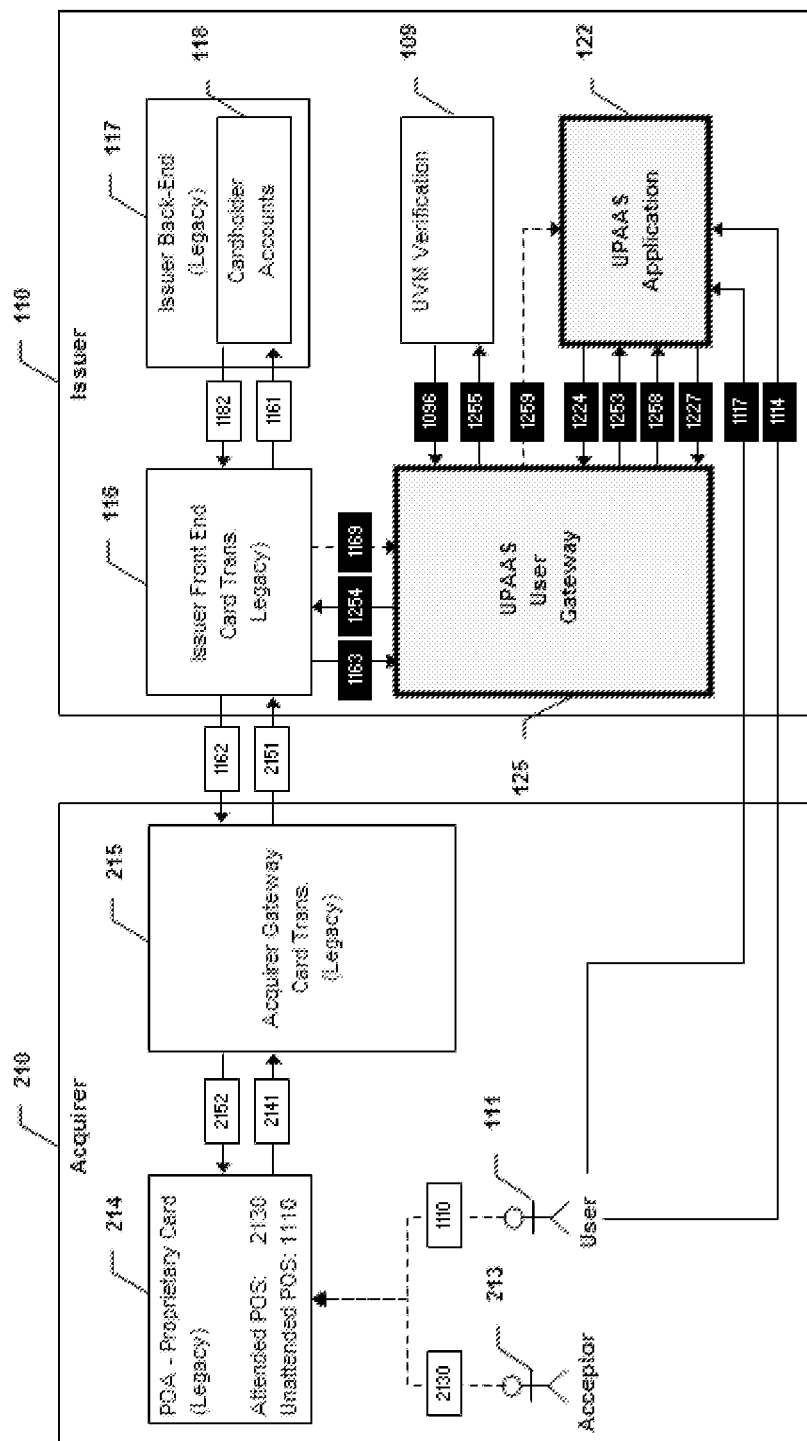 210
Acquirer
214
PDA - Proprietary Card
(Legacy)
Attended POS: 2130
Unattended POS: 1110
2152
2141
215
Acquirer Gateway
Card Trans.
(Legacy)
2130
1110
213
111
Acceptor
User
1162
2151
110
Issuer
116
Issuer Front End
Card Trans.
Legacy)
1182
1161
117
Issuer Back-End
(Legacy)
118
Cardholder
Accounts
1163
1254
1169
125
UPAAS
User
Gateway
1096
1255
1259
1224
1253
1258
1227
109
UVM Verification
122
UPAAS
Application
1117
1114